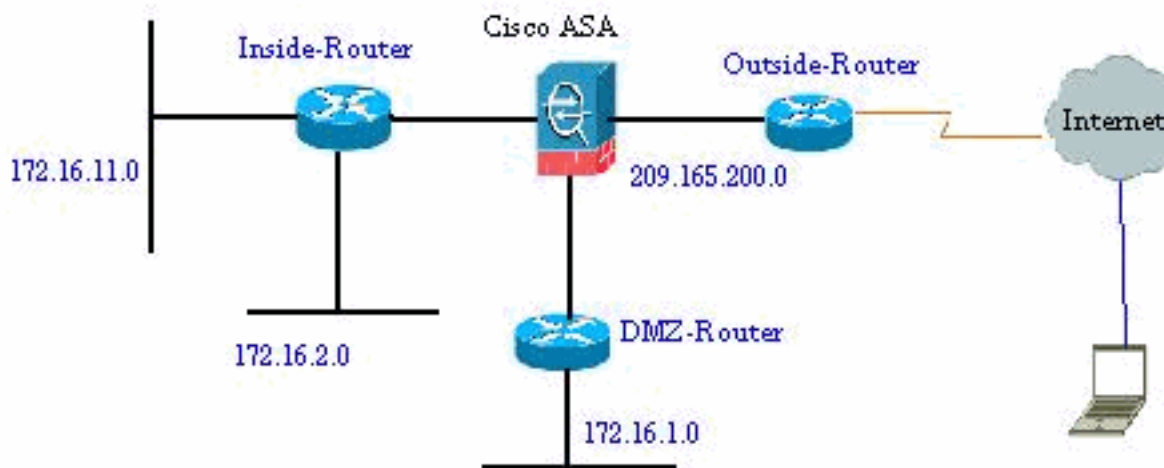 Cisco ASA
Inside-Router
Outside-Router
Internet
172.16.11.0
209.165.200.0
DMZ-Router
172.16.2.0
172.16.1.0